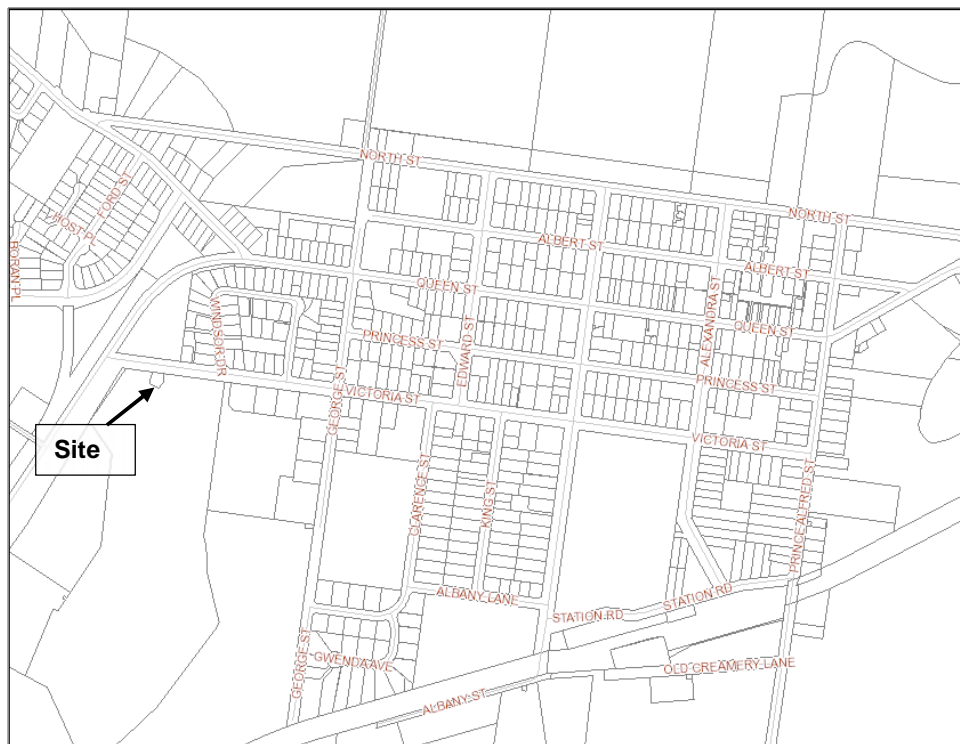 NORTH ST
NORTH ST
FORD ST
HOST PL
BORAN PL
ALBERT ST
ALBERT ST
QUEEN ST
QUEEN ST
ALEXANDRA ST
WINDSOR DR
PRINCESS ST
EDWARD ST
PRINCESS ST
GEORGE ST
VICTORIA ST
VICTORIA ST
Site
CLARENCE ST
KING ST
PRINCE ALFRED ST
ALBANY LANE
STATION RD
STATION RD
GEORGE ST
GWENDA AVE
OLD CREAMERY LANE
ALBANY ST